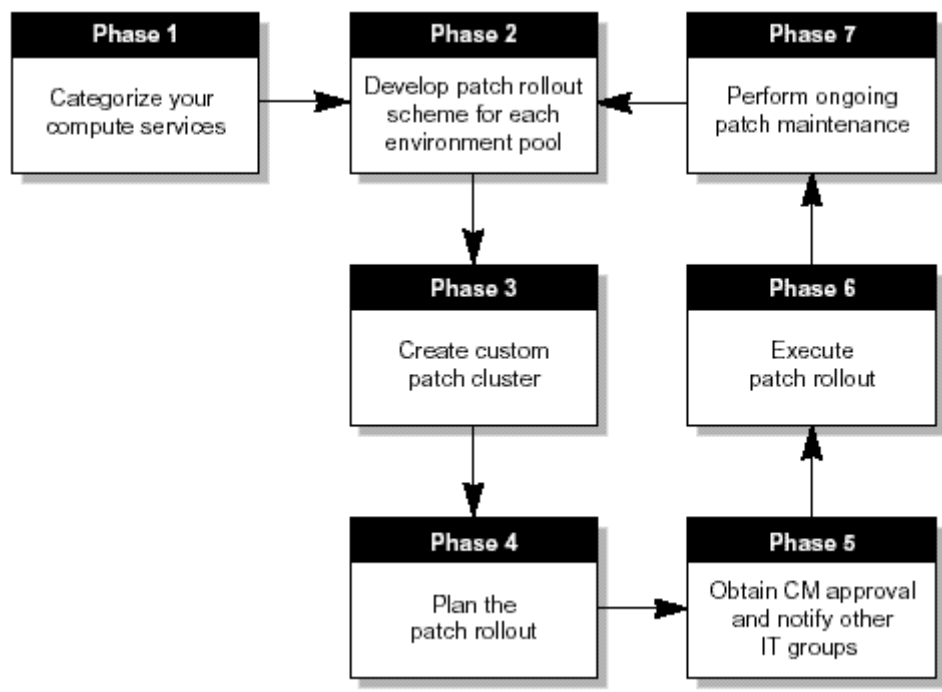 Phase 1
Categorize your
compute services
Phase 2
Develop patch rollout
scheme for each
environment pool
Phase 7
Perform ongoing
patch maintenance
Phase 3
Create custom
patch cluster
Phase 6
Execute
patch rollout
Phase 4
Plan the
patch rollout
Phase 5
Obtain CM approval
and notify other
IT groups